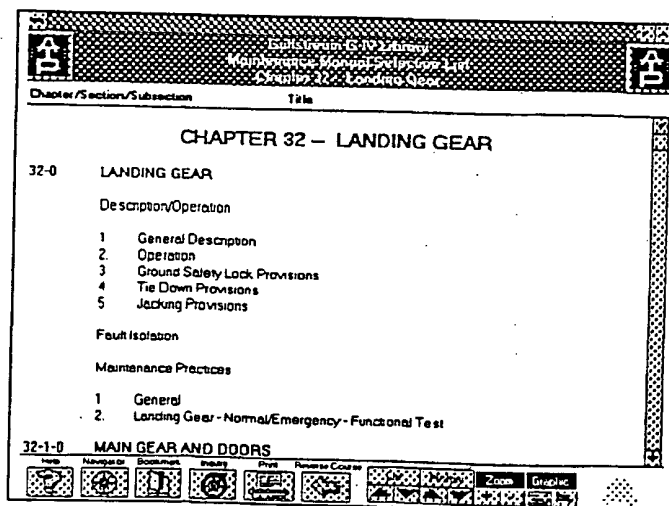 Gulfstream G-IV Library
Maintenance Manual Selection List
Chapter 32 - Landing Gear
Chapter/Section/Subsection Title
CHAPTER 32 – LANDING GEAR
32-0 LANDING GEAR
Description/Operation
1 General Description
2. Operation
3 Ground Safety Lock Provisions
4 Tie Down Provisions
5 Jacking Provisions
Fault Isolation
Maintenance Practices
1 General
2. Landing Gear - Normal/Emergency - Functional Test
32-1-0 MAIN GEAR AND DOORS
Help Navigator Bookmark Inquiry Print Reverse Course
Zoom Graphic